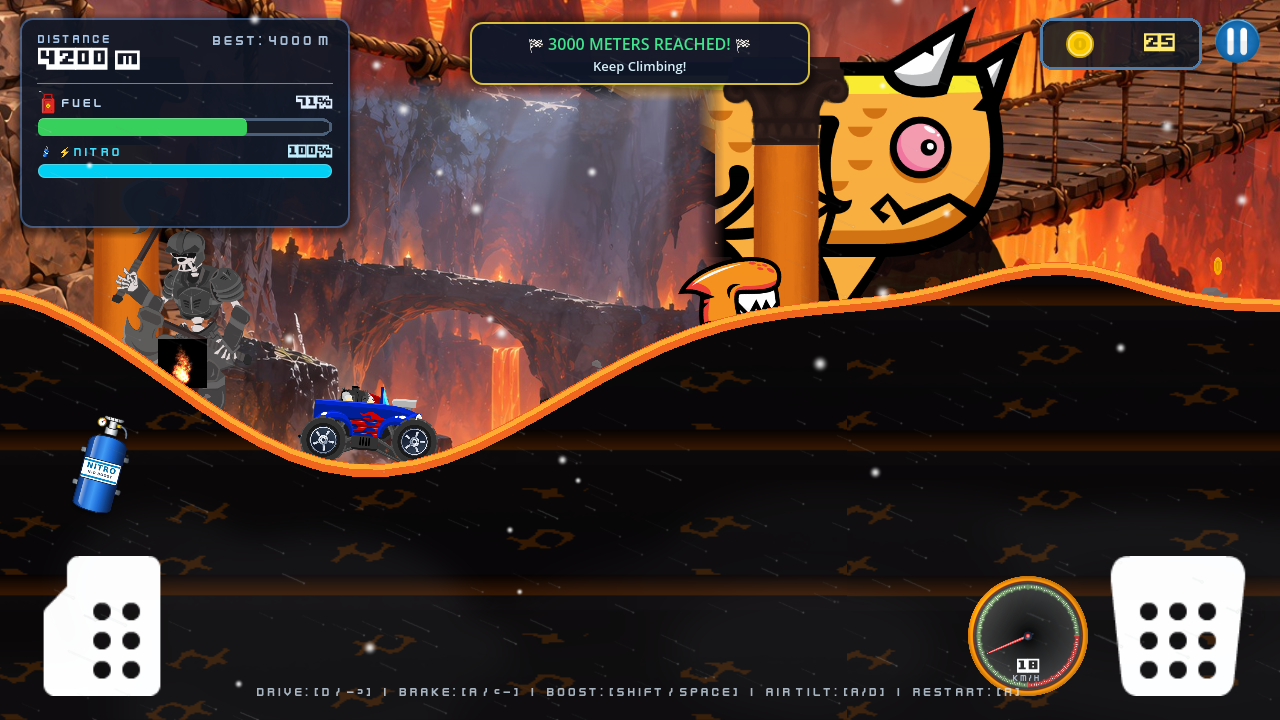 DISTANCE
BEST: 4000 M
4200 m
FUEL
71%
⚡NITRO
100%
🏁 3000 METERS REACHED! 🏁
Keep Climbing!
25
NITRO
18
KM/H
DRIVE: [D / ->] | BRAKE: [A / <-] | BOOST: [SHIFT / SPACE] | AIR TILT: [A/D] | RESTART: [R]